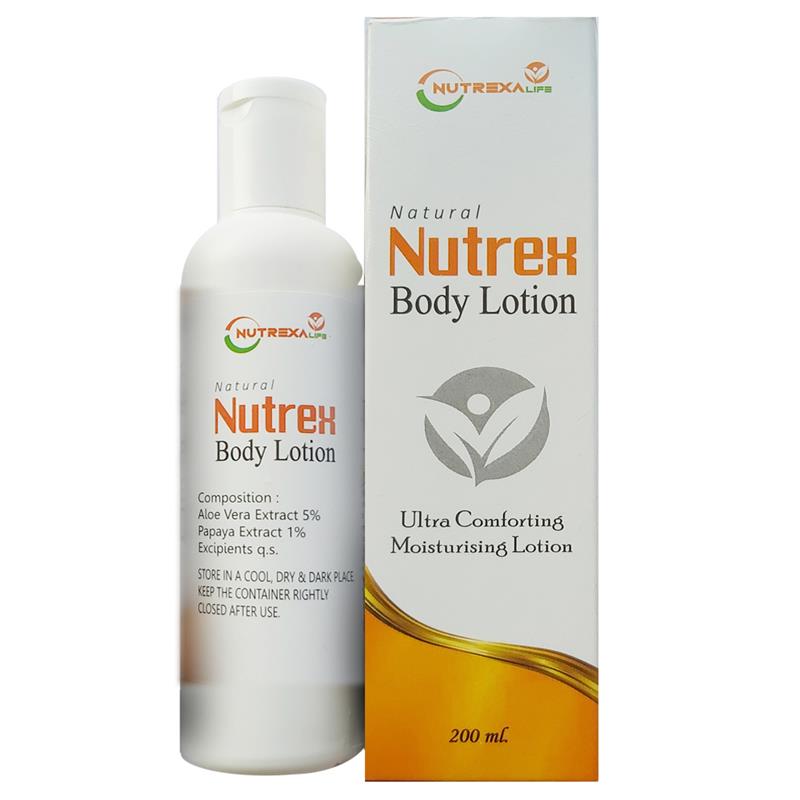 NUTREXA LIFE
Natural
Nutrex
Body Lotion
Composition :
Aloe Vera Extract 5%
Papaya Extract 1%
Excipients q.s.
STORE IN A COOL, DRY & DARK PLACE
KEEP THE CONTAINER RIGHTLY
CLOSED AFTER USE.
NUTREXA LIFE
Natural
Nutrex
Body Lotion
Ultra Comforting
Moisturising Lotion
200 ml.